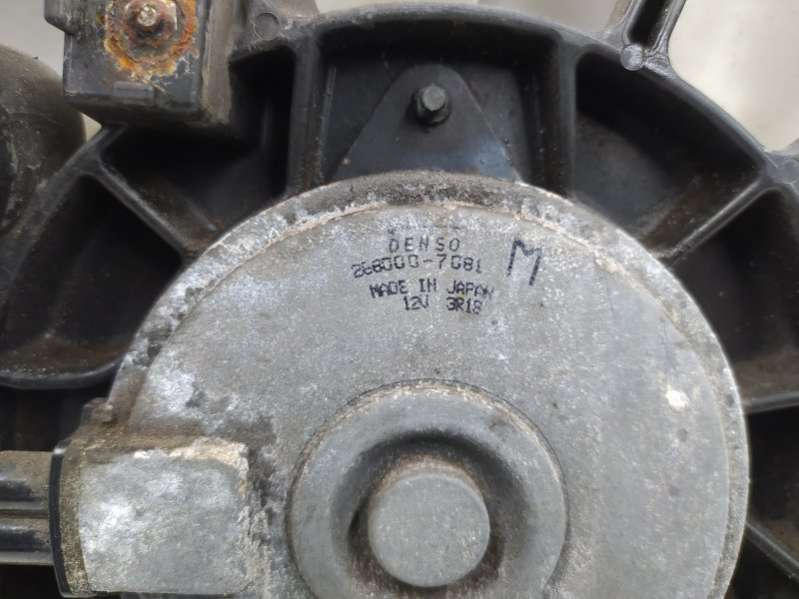 DENSO
268000-7081
M
MADE IN JAPAN
12V 3R18